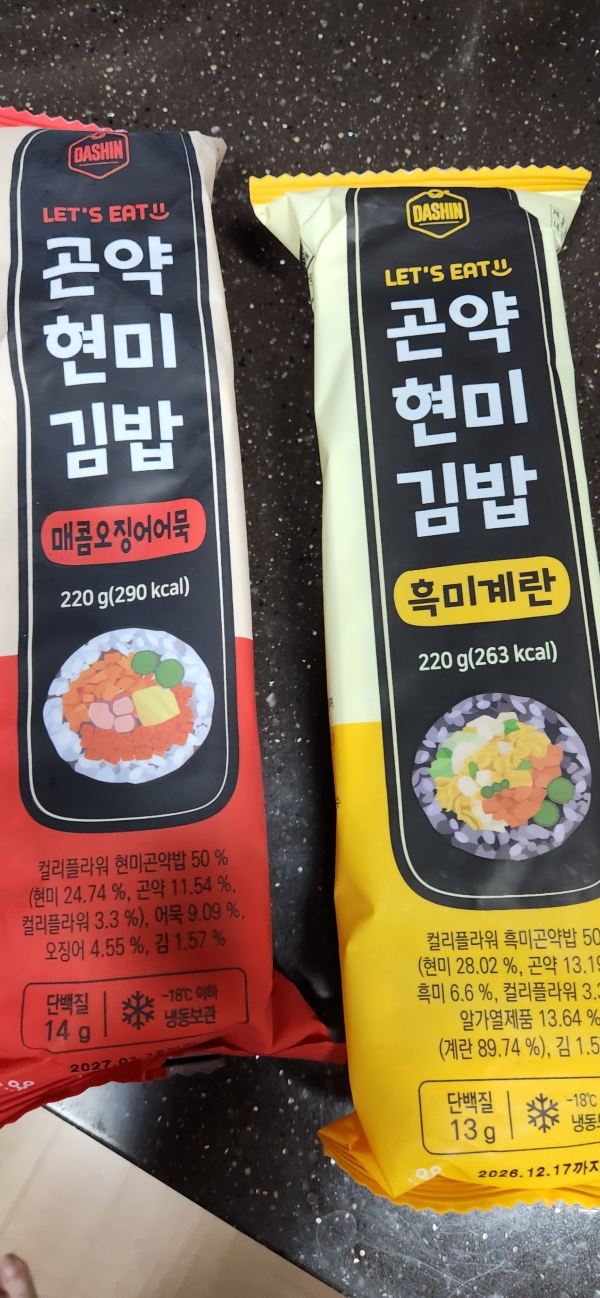 DASHIN
LET'S EAT
곤약
현미
김밥
매콤오징어어묵
220 g(290 kcal)
컬리플라워 현미곤약밥 50 %
(현미 24.74 %, 곤약 11.54 %,
컬리플라워 3.3 %), 어묵 9.09 %,
오징어 4.55 %, 김 1.57 %
단백질
14 g
-18℃ 이하
냉동보관
DASHIN
LET'S EAT
곤약
현미
김밥
흑미계란
220 g(263 kcal)
컬리플라워 흑미곤약밥 50
(현미 28.02 %, 곤약 13.19
흑미 6.6 %, 컬리플라워 3.3
알가열제품 13.64 %
(계란 89.74 %), 김 1.5
단백질
13 g
-18℃
냉동보
2026.12.17까지